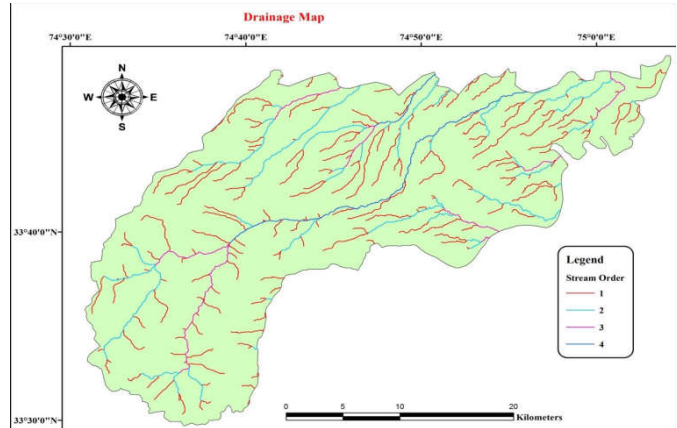 Drainage Map
74°30'0"E
74°40'0"E
74°50'0"E
75°0'0"E
N
W
E
S
33°40'0"N
33°30'0"N
Legend
Stream Order
1
2
3
4
0
5
10
20
Kilometers